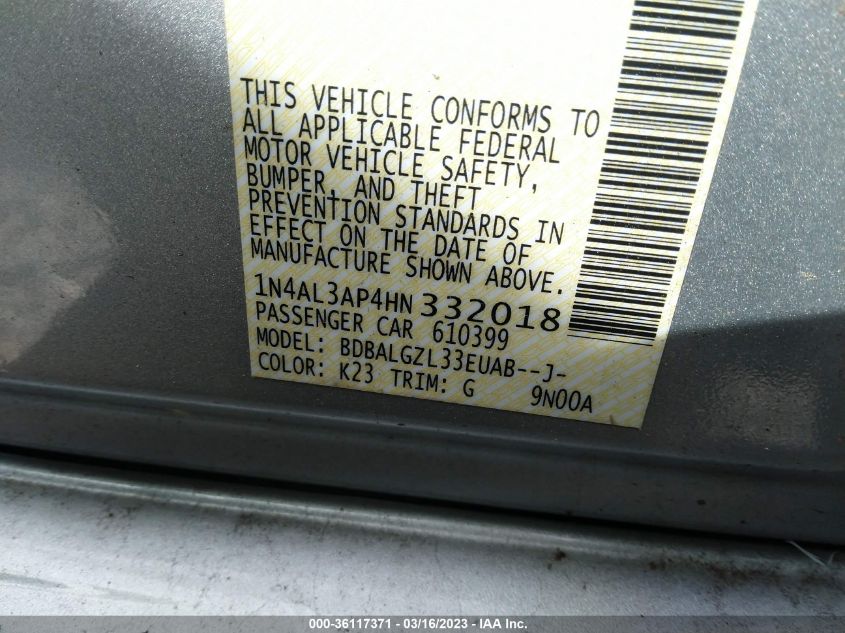 THIS VEHICLE CONFORMS TO
ALL APPLICABLE FEDERAL
MOTOR VEHICLE SAFETY,
BUMPER, AND THEFT
PREVENTION STANDARDS IN
EFFECT ON THE DATE OF
MANUFACTURE SHOWN ABOVE.
1N4AL3AP4HN 332018
PASSENGER CAR 610399
MODEL: BDBALGZL33EUAB--J-
COLOR: K23 TRIM: G 9N00A
000-36117371 - 03/16/2023 - IAA Inc.